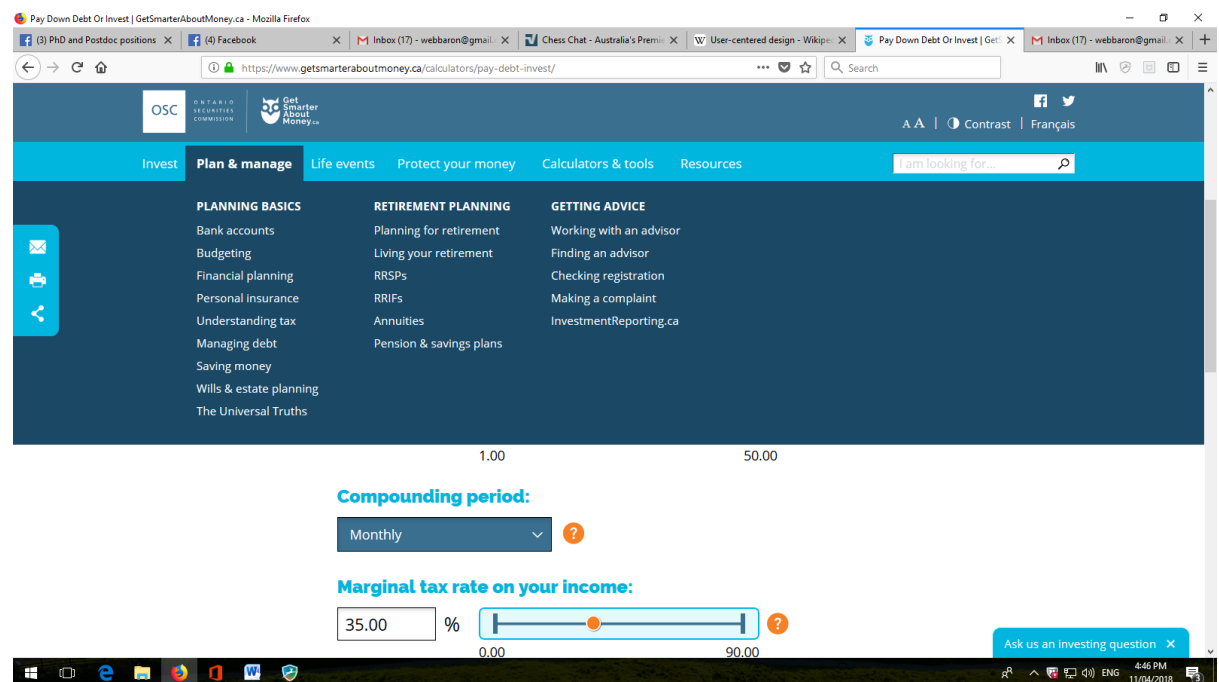 Pay Down Debt Or Invest | GetSmarterAboutMoney.ca - Mozilla Firefox
(3) PhD and Postdoc positions
(4) Facebook
Inbox (17) - webbaron@gmail.
Chess Chat - Australia's Premie
User-centered design - Wikipe
Pay Down Debt Or Invest | Get
Inbox (17) - webbaron@gmail.
https://www.getsmarteraboutmoney.ca/calculators/pay-debt-invest/
Search
OSC
ONTARIO
SECURITIES
COMMISSION
Get
Smarter
About
Money.ca
A A | Contrast | Français
Invest Plan & manage Life events Protect your money Calculators & tools Resources
I am looking for...
PLANNING BASICS
Bank accounts
Budgeting
Financial planning
Personal insurance
Understanding tax
Managing debt
Saving money
Wills & estate planning
The Universal Truths
RETIREMENT PLANNING
Planning for retirement
Living your retirement
RRSPs
RRIFs
Annuities
Pension & savings plans
GETTING ADVICE
Working with an advisor
Finding an advisor
Checking registration
Making a complaint
InvestmentReporting.ca
1.00 50.00
Compounding period:
Monthly ?
Marginal tax rate on your income:
35.00 % ?
0.00 90.00
Ask us an investing question ×
ENG
4:46 PM
11/04/2018